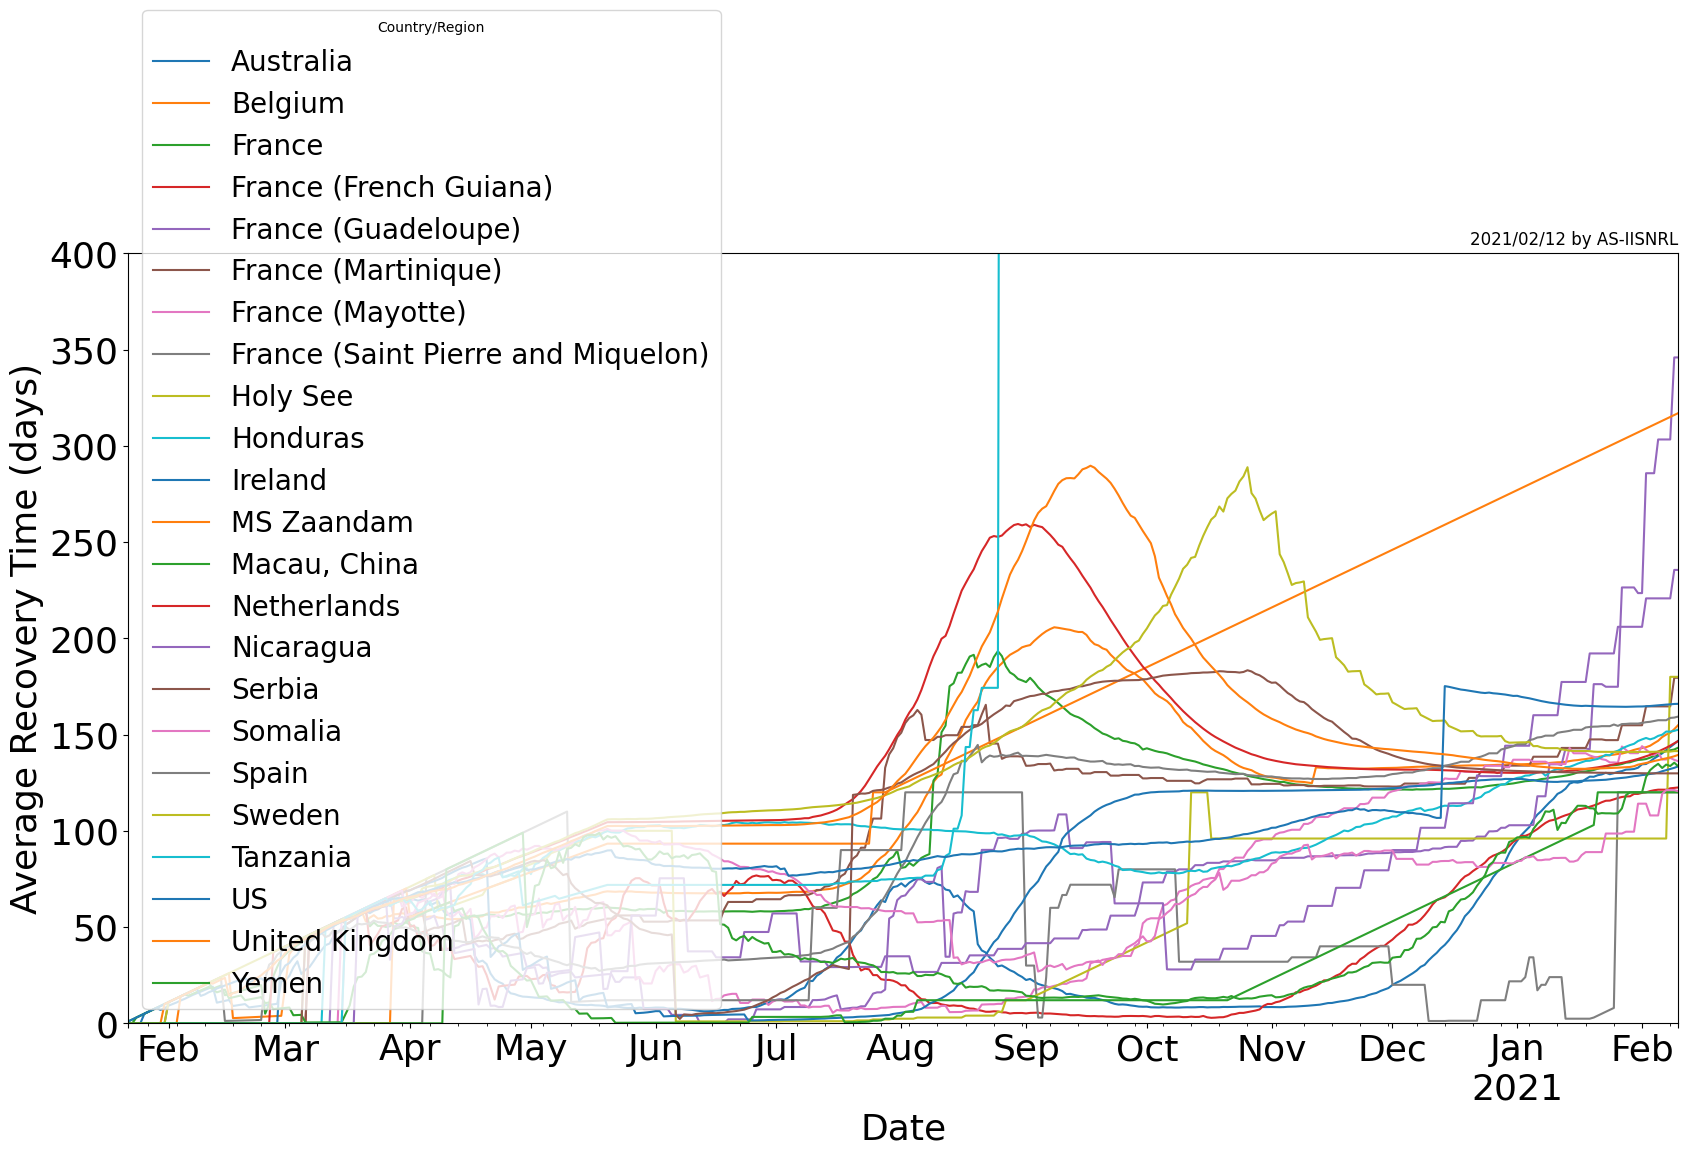 Country/Region
Australia
Belgium
France
France (French Guiana)
France (Guadeloupe)
France (Martinique)
France (Mayotte)
France (Saint Pierre and Miquelon)
Holy See
Honduras
Ireland
MS Zaandam
Macau, China
Netherlands
Nicaragua
Serbia
Somalia
Spain
Sweden
Tanzania
US
United Kingdom
Yemen
2021/02/12 by AS-IISNRL
Average Recovery Time (days)
400
350
300
250
200
150
100
50
0
Feb Mar Apr May Jun Jul Aug Sep Oct Nov Dec Jan Feb
2021
Date